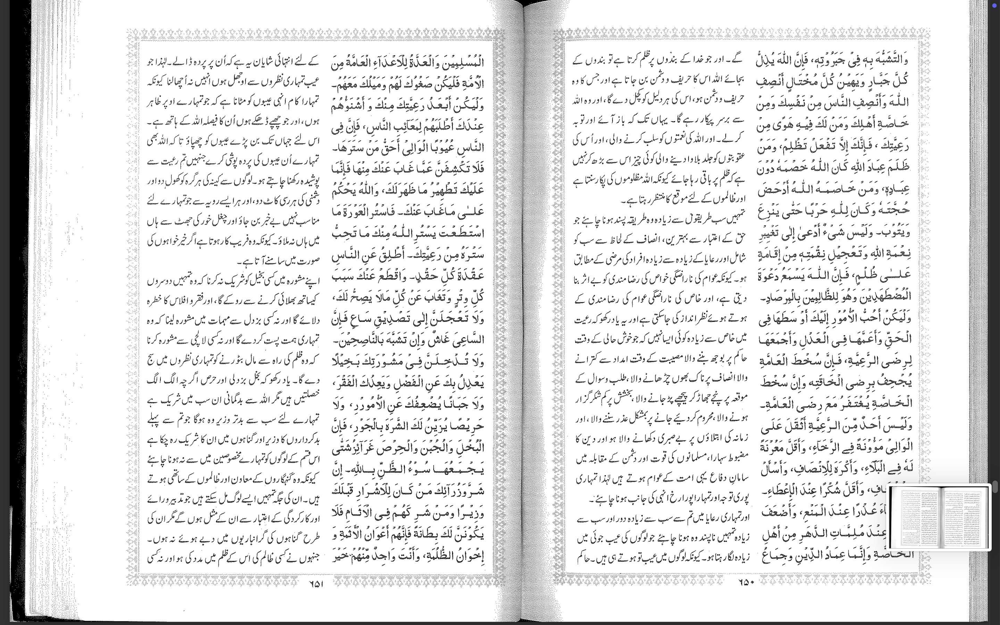 وَالتَّشَبُّهَ بِهٖ فِیْ جَبَرُوْتِهٖ، فَإِنَّ اللّٰهَ یُذِلُّ
كُلَّ جَبَّارٍ وَیُهِیْنُ كُلَّ مُخْتَالٍ أَنْصِفِ
اللّٰهَ وَأَنْصِفِ النَّاسَ مِنْ نَفْسِكَ وَمِنْ
خَاصَّةِ أَهْلِكَ وَمَنْ لَكَ فِیْهِ هَوًى مِنْ
رَعِیَّتِكَ ، فَإِنَّكَ إِلاَّ تَفْعَلْ تَظْلِمْ، وَمَنْ
ظَلَمَ عِبَادَ اللّٰهِ كَانَ اللّٰهُ خَصْمَهٗ دُوْنَ
عِبَادِهٖ، وَمَنْ خَاصَمَهُ اللّٰهُ أَدْحَضَ
حُجَّتَهٗ وَكَانَ لِلّٰهِ حَرْبًا حَتّٰى یَنْزِعَ
وَیَتُوْبَ۔ وَلَیْسَ شَیْءٌ أَدْعىٰ إِلٰى تَغْیِیْرِ
نِعْمَةِ اللّٰهِ وَتَعْجِیْلِ نِقْمَتِهٖ مِنْ إِقَامَةٍ
عَلـــٰى ظُلْمٍ، فَإِنَّ اللّٰهَ یَسْمَعُ دَعْوَةَ
الْمُضْطَهَدِیْنَ وَهُوَ لِلظَّالِمِیْنَ بِالْمِرْصَادِ۔
وَلْیَكُنْ أَحَبُّ الْأُمُوْرِ إِلَیْكَ أَوْ سَطَهَا فِی
الْحَقِّ وَأَعَمَّهَا فِی الْعَدْلِ وَأَجْمَعَهَا
لِرِضَى الرَّعِیَّةِ، فَإِنَّ سُخْطَ الْعَامَّةِ
یُجْحِفُ بِرِضى الْخَاقَتِه وَإِنَّ سُخْطَ
الْخَاصَّةِ یُغْتَفَرُ مَعَ رِضَى الْعَامَّةِ۔
وَلَیْسَ أَحَدٌ مِّنَ الرَّعِیَّةِ أَثْقَلَ عَلَى
الْوَالِیْ مَؤُوْنَةً فِے الرَّخَآءِ، وَأَقَلَّ مَعُرْنَةً
لَهٗ فِے الْبَلَآءِ، وَأَكْرَهَ لِلْاِنْصَافِ، وَأَسْأَلَ
افِ، وَأَقَلَّ شُكْرًا عِنْدَ الْإِعْطَاءِ۔
اءَ عُذْرًا عِنْدَ الْمَنْعِ، وَأَضْعَفَ
عِنْدَ مُلِمَّاتِ الدَّهَرِ مِنْ أَهْلِ
الْخَاصَّةِ وَإِنَّمَا عِمَادُ الدِّیْنِ وَجِمَاعُ
گے۔ اور جو خدا کے بندوں پر ظلم کرتا ہے تو بندوں کے
بجائے اللہ اس کا حریف و دشمن بن جاتا ہے اور جس کا وہ
حریف و دشمن ہو، اس کی ہر دلیل کو کچل دے گا، اور وہ اللہ
سے برسرِ پیکار رہے گا۔ یہاں تک کہ باز آئے اور توبہ
کر لے۔ اور اللہ کی نعمتوں کو سلب کرنے والی، اور اُس کی
عقوبتوں کو جلد بلاوا دینے والی کوئی چیز اس سے بڑھ کر نہیں
ہے کہ ظلم پر باقی رہا جائے کیونکہ اللہ مظلوموں کی پکار سنتا ہے
اور ظالموں کے لئے موقع کا منتظر رہتا ہے۔
تمہیں سب طریقوں سے زیادہ وہ طریقہ پسند ہونا چاہئے جو
حق کے اعتبار سے بہترین، انصاف کے لحاظ سے سب کو
شامل اور رعایا کے زیادہ سے زیادہ افراد کی مرضی کے مطابق
ہو۔ کیونکہ عوام کی ناراضگی خواص کی رضامندی کو بے اثر بنا
دیتی ہے، اور خاص کی ناراضگی عوام کی رضامندی کے
ہوتے ہوئے نظر انداز کی جاسکتی ہے اور یہ یاد رکھو کہ رعیت
میں خاص سے زیادہ کوئی ایسا نہیں کہ جو خوش حالی کے وقت
حاکم پر بوجھ بننے والا مصیبت کے وقت امداد سے کترانے
والا انصاف پر ناک بھوں چڑھانے والا، طلب و سوال کے
موقعہ پر پنجے جھاڑ کر پیچھے پڑ جانے والا، بخشش پر کم شکر گزار
ہونے والا، محروم کر دیئے جانے پر بمشکل عذر سننے والا، اور
زمانہ کی ابتلاؤں پر بے صبری دکھانے والا ہو اور دین کا
مضبوط سہارا، مسلمانوں کی قوت اور دشمن کے مقابلہ میں
سامانِ دفاع یہی امت کے عوام ہوتے ہیں لہٰذا تمہاری
پوری توجہ اور تمہارا پورا رخ انہی کی جانب ہونا چاہئے۔
اور تمہاری رعایا میں تم سے سب سے زیادہ دور اور سب سے
زیادہ تمہیں ناپسند وہ ہونا چاہئے جو لوگوں کی عیب جوئی میں
زیادہ لگا رہتا ہو۔ کیونکہ لوگوں میں عیب تو ہوتے ہی ہیں۔ حاکم
۶۵۰
الْمُسْلِمِیْنَ وَالْعَدَّةُ لِلْاَعْدَآءِ الْعَامَّةُ مِنَ
الْأُمَّةِ فَلْیَكُنْ صَغْوُكَ لَهُمْ وَمَیْلُكَ مَعَهُمْ۔
وَلْیَكُنْ أَبْعَدُ رَعِیَّتِكَ مِنْكَ وَ أَشْنَؤُهُمْ
عِنْدَكَ أَطْلَبَهُمْ لِمَعَائِبِ النَّاسِ، فَإِنَّ فِی
النَّاسِ عُیُوْبًا الْوَالِیْ أَحَقُّ مَنْ سَتَرَهَا۔
فَلَا تَكْشِفَنَّ عَمَّا غَابَ عَنْكَ مِنْهَا فَإِنَّمَا
عَلَیْكَ تَطْهِیْرُ مَا ظَهَرَلَكَ، وَاللّٰهُ یَحْكُمُ
عَلـــٰى مَاغَابَ عَنْكَ۔ فَاسْتُرِ الْعَوْرَةَ مَا
اسْتَطَعْتَ یَسْتُرِ اللّٰهُ مِنْكَ مَا تَحِبُّ
سَتْرَهُ مِنْ رَعِیَّتِكَ۔ أَطْلِقُ عَنِ النَّاسِ
عَقْدَةَ كُلِّ حَقْدٍ۔ وَاقْطَعْ عَنْكَ سَبَبَ
كُلِّ وِتْرٍ وَتَغَابَ عَنْ كُلِّ مَالَا یَصِحُّ لَكَ،
وَلَا تَعْجَلَنَّ إِلٰى تَصْدِیْقِ سَاعٍ فَإِنَّ
السَّاعِیَ غَاشٌ وَإِنْ تَشَبَّهَ بَالنَّاصِحِیْنَ۔
وَلَا تُدْخِلَنَّ فِیْ مَشُوْرَتِكَ بَخِیْلًا
یَعْدِلُ بِكَ عَنِ الْفَضْلِ وَیَعِدُكَ الْفَقْرَ،
وَلَا جَبَانًا یُضْعِفُكَ عَنِ الْأُمُوْرِ، وَلَا
حَرِیْصًا یُزَیِّنُ لَكَ الشَّرَهَ بِالْجَوْرِ، فَإِنَّ
الْبُخْلَ وَالْجُبْنَ وَالْحِرْصَ غَرَآئِزُ شَتّٰى
یَجْمَعُهَا سُوْءُ الظَّنِّ بِاللّٰهِ۔ إِنَّ
شَرَّ وُزُرَآئِكَ مَنْ كَانَ لِلْاَشْرَارِ قَبْلَكَ
وَزِیْرًا وَمَنْ شَرِ كَهُمْ فِی الْآثَامِ فَلَا
یَكُوْنَنَّ لَكَ بِطَانَةً فَإِنَّهُمْ أَعْوَانُ الْأَثَمَةِ وَ
إِخْوَانُ الظُّلَمَةِ، وَأَنْتَ وَاجِدٌ مِّنْهُمْ خَیْرَ
کے لئے انتہائی شایان یہ ہے کہ اُن پر پردہ ڈالے۔ لہٰذا جو
عیب تمہاری نظروں سے اوجھل ہوں انہیں نہ اُچھالنا کیونکہ
تمہارا کام انہی عیبوں کو مٹانا ہے کہ جو تمہارے اوپر ظاہر
ہوں، اور جو چھپے ڈھکے ہوں اُن کا فیصلہ اللہ کے ہاتھ ہے۔
اس لئے جہاں تک بن پڑے عیبوں کو چھپاؤ تا کہ اللہ بھی
تمہارے اُن عیبوں کی پردہ پوشی کرے جنہیں تم رعیت سے
پوشیدہ رکھنا چاہتے ہو۔ لوگوں سے کینہ کی ہر گرہ کو کھول دو اور
دشمنی کی ہر رسی کاٹ دو، اور ہر ایسے رویہ سے جو تمہارے لئے
مناسب نہیں بے خبر بن جاؤ اور چغل خور کی جھٹ سے ہاں
میں ہاں نہ ملاؤ۔ کیونکہ وہ فریب کار ہوتا ہے اگر خیر خواہوں کی
صورت میں سامنے آتا ہے۔
اپنے مشورہ میں کسی بخیل کو شریک نہ کرنا کہ وہ تمہیں دوسروں
کیساتھ بھلائی کرنے سے روکے گا، اور فقر و افلاس کا خطرہ
دلائے گا اور نہ کسی بزدل سے مہمات میں مشورہ لینا کہ وہ
تمہاری ہمت پست کر دے گا اور نہ کسی لالچی سے مشورہ کرنا
کہ وہ ظلم کی راہ سے مال بٹورنے کو تمہاری نظروں میں سج
دے گا۔ یاد رکھو کہ بخل بزدلی اور حرص اگرچہ الگ الگ
خصلتیں ہیں مگر اللہ سے بدگمانی ان سب میں شریک ہے
تمہارے لئے سب سے بدتر وزیر وہ ہوگا جو تم سے پہلے
بدکرداروں کا وزیر اور گناہوں میں ان کا شریک رہ چکا ہے
اس قسم کے لوگوں کو تمہارے مخصوصین میں سے نہ ہونا چاہئے
کیونکہ وہ گنہگاروں کے معاون اور ظالموں کے ساتھی ہوتے
ہیں۔ ان کی جگہ تمہیں ایسے لوگ مل سکتے ہیں جو تدبیر و رائے
اور کارکردگی کے اعتبار سے ان کے مثل ہوں گے مگر ان کی
طرح گناہوں کی گرانباریوں میں دبے ہوئے نہ ہوں۔
جنہوں نے کسی ظالم کی اس کے ظلم میں مدد کی ہو اور نہ کسی
۶۵۱